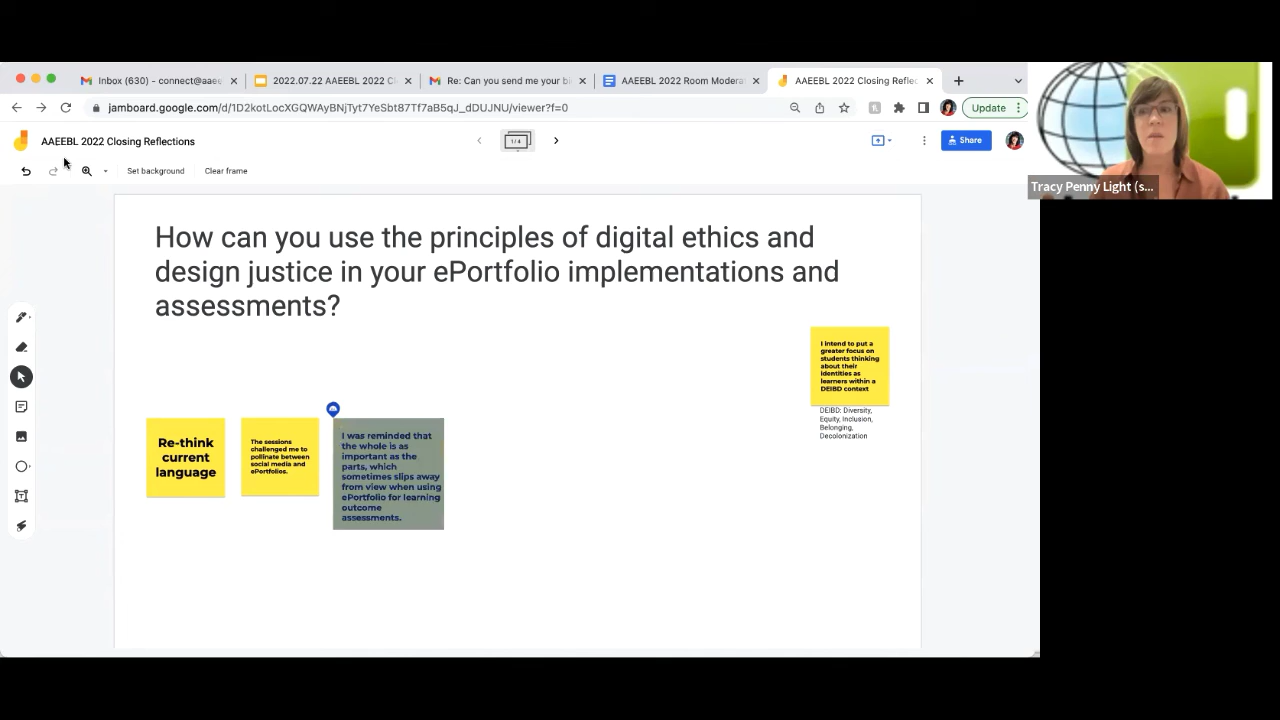 Inbox (630) - connect@aaee
2022.07.22 AAEEBL 2022 Cl
Re: Can you send me your bi
AAEEBL 2022 Room Moderat
AAEEBL 2022 Closing Reflec
jamboard.google.com/d/1D2kotLocXGQWAyBNjTyt7YeSbt87Tf7aB5qJ_dDUJNU/viewer?f=0
Update
AAEEBL 2022 Closing Reflections
1/4
Share
Set background
Clear frame
Tracy Penny Light (s...
How can you use the principles of digital ethics and
design justice in your ePortfolio implementations and
assessments?
I intend to put a
greater focus on
students thinking
about their
identities as
learners within a
DEIBD context
DEIBD: Diversity,
Equity, Inclusion,
Belonging,
Decolonization
Re-think
current
language
The sessions
challenged me to
pollinate between
social media and
ePortfolios.
I was reminded that
the whole is as
important as the
parts, which
sometimes slips away
from view when using
ePortfolio for learning
outcome
assessments.